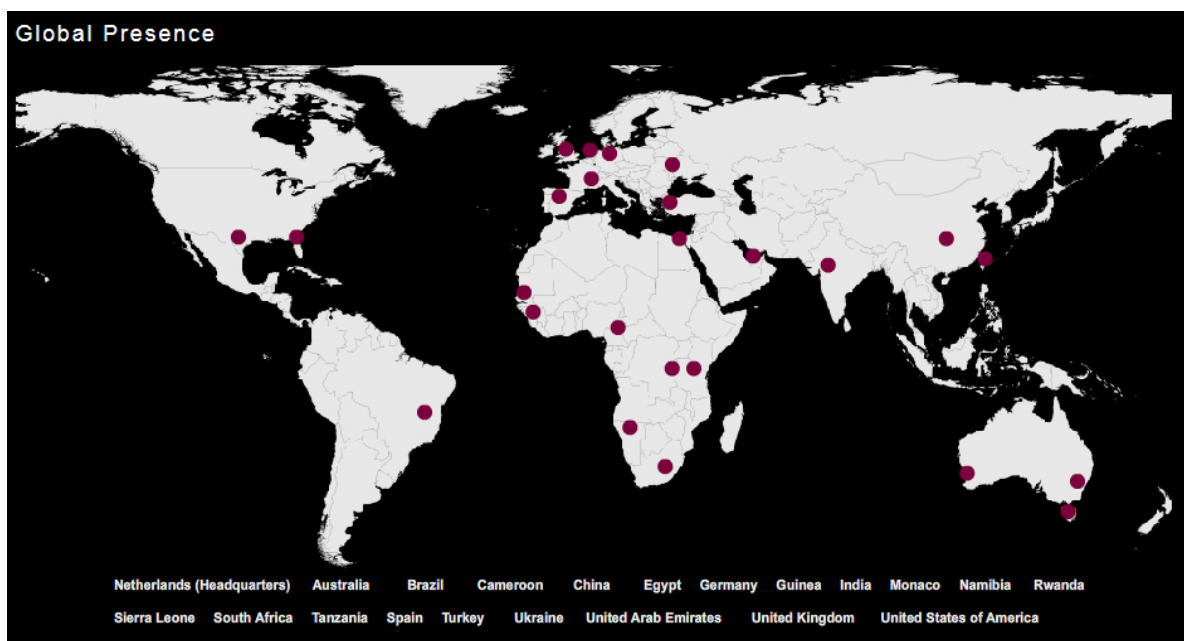 Global Presence
Netherlands (Headquarters) Australia Brazil Cameroon China Egypt Germany Guinea India Monaco Namibia Rwanda
Sierra Leone South Africa Tanzania Spain Turkey Ukraine United Arab Emirates United Kingdom United States of America